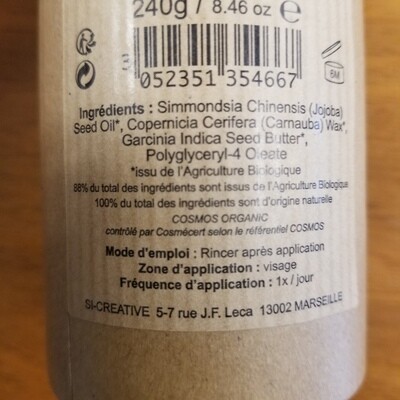 240g / 8.46 oz ℮
052351 354667
6M
Ingrédients : Simmondsia Chinensis (Jojoba)
Seed Oil*, Copernicia Cerifera (Carnauba) Wax*,
Garcinia Indica Seed Butter*,
Polyglyceryl-4 Oleate
*issu de l'Agriculture Biologique
88% du total des ingrédients sont issus de l'Agriculture Biologique
100% du total des ingrédients sont d'origine naturelle
COSMOS ORGANIC
contrôlé par Cosmécert selon le référentiel COSMOS
Mode d'emploi : Rincer après application
Zone d'application : visage
Fréquence d'application : 1x / jour
SI-CREATIVE 5-7 rue J.F. Leca 13002 MARSEILLE